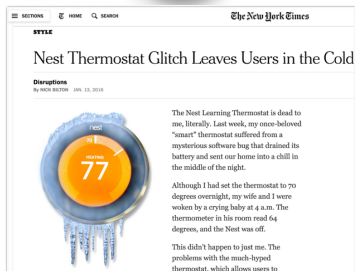 SECTIONS
HOME
SEARCH
The New York Times
STYLE
Nest Thermostat Glitch Leaves Users in the Cold
Disruptions
By NICK BILTON JAN. 13, 2016
nest
HEATING
77
The Nest Learning Thermostat is dead to
me, literally. Last week, my once-beloved
“smart” thermostat suffered from a
mysterious software bug that drained its
battery and sent our home into a chill in
the middle of the night.
Although I had set the thermostat to 70
degrees overnight, my wife and I were
woken by a crying baby at 4 a.m. The
thermometer in his room read 64
degrees, and the Nest was off.
This didn’t happen to just me. The
problems with the much-hyped
thermostat, which allows users to